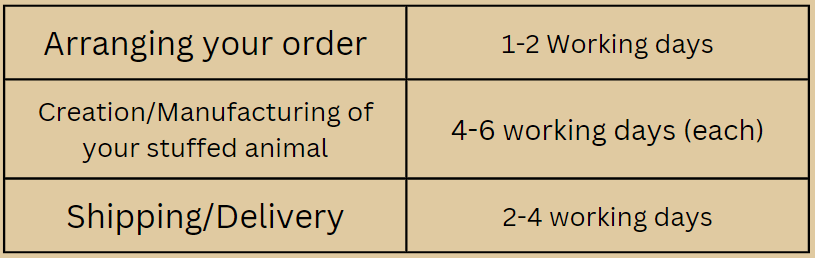 Arranging your order
1-2 Working days
Creation/Manufacturing of
your stuffed animal
4-6 working days (each)
Shipping/Delivery
2-4 working days